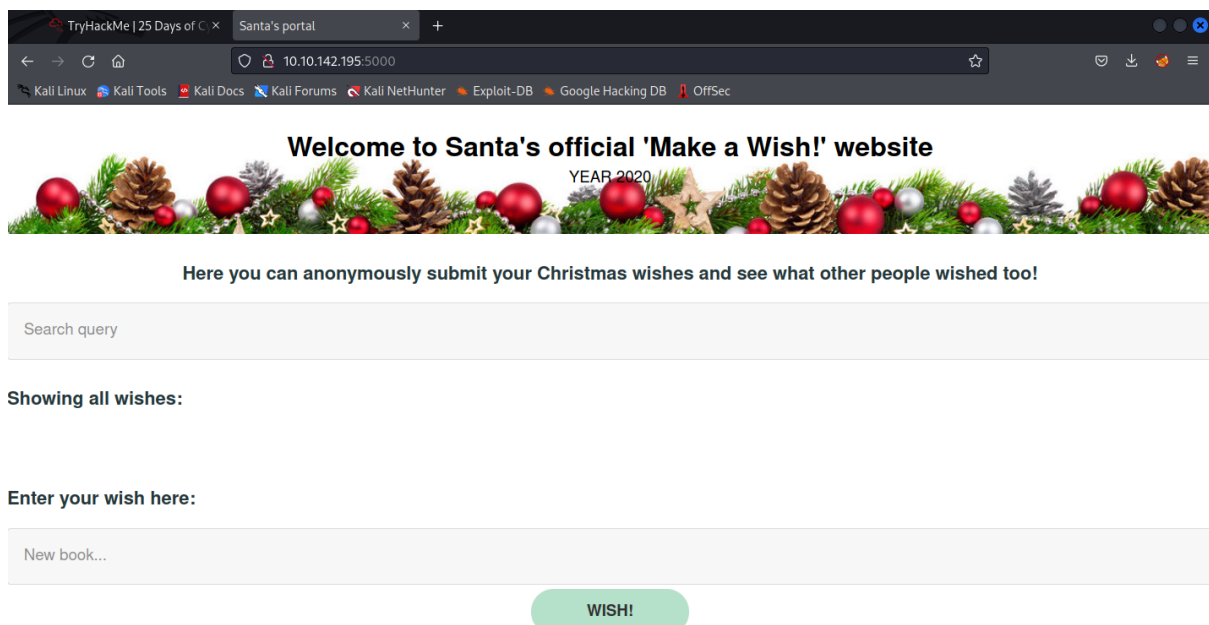 TryHackMe | 25 Days of Cy
Santa's portal
10.10.142.195:5000
Kali Linux Kali Tools Kali Docs Kali Forums Kali NetHunter Exploit-DB Google Hacking DB OffSec
Welcome to Santa's official 'Make a Wish!' website
YEAR 2020
Here you can anonymously submit your Christmas wishes and see what other people wished too!
Search query
Showing all wishes:
Enter your wish here:
New book...
WISH!